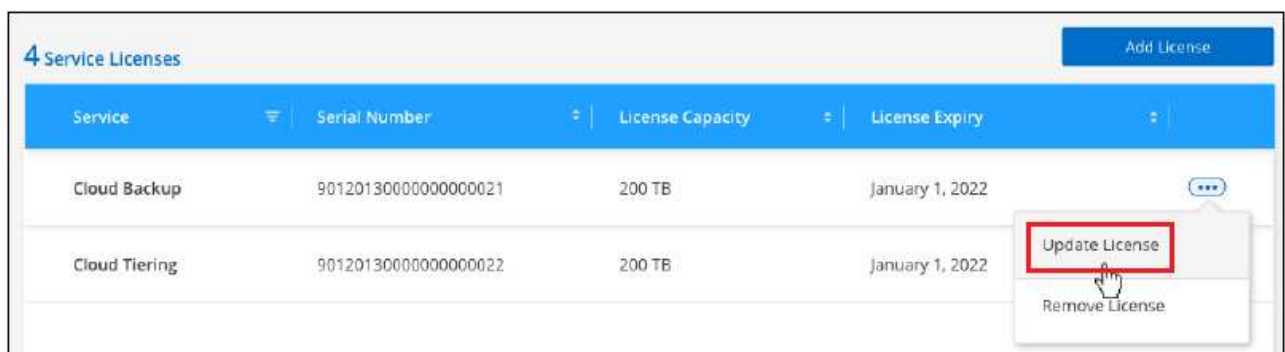 4 Service Licenses
Add License
Service Serial Number License Capacity License Expiry
Cloud Backup 90120130000000000021 200 TB January 1, 2022
Update License
Cloud Tiering 90120130000000000022 200 TB January 1, 2022
Remove License